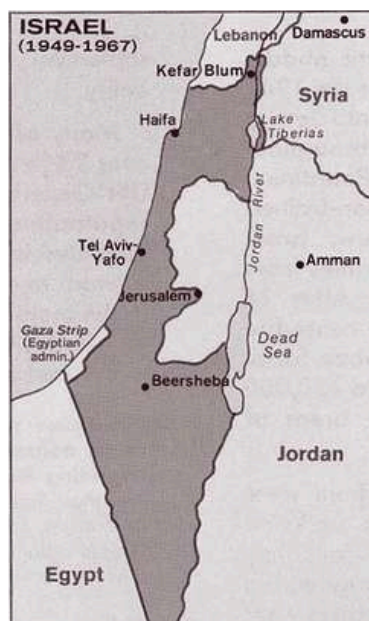 ISRAEL
(1949-1967)
Lebanon
Damascus
Kefar Blum
Syria
Haifa
Lake
Tiberias
Jordan River
Tel Aviv-
Yafo
Amman
Jerusalem
Gaza Strip
(Egyptian
admin.)
Dead
Sea
Beersheba
Jordan
Egypt